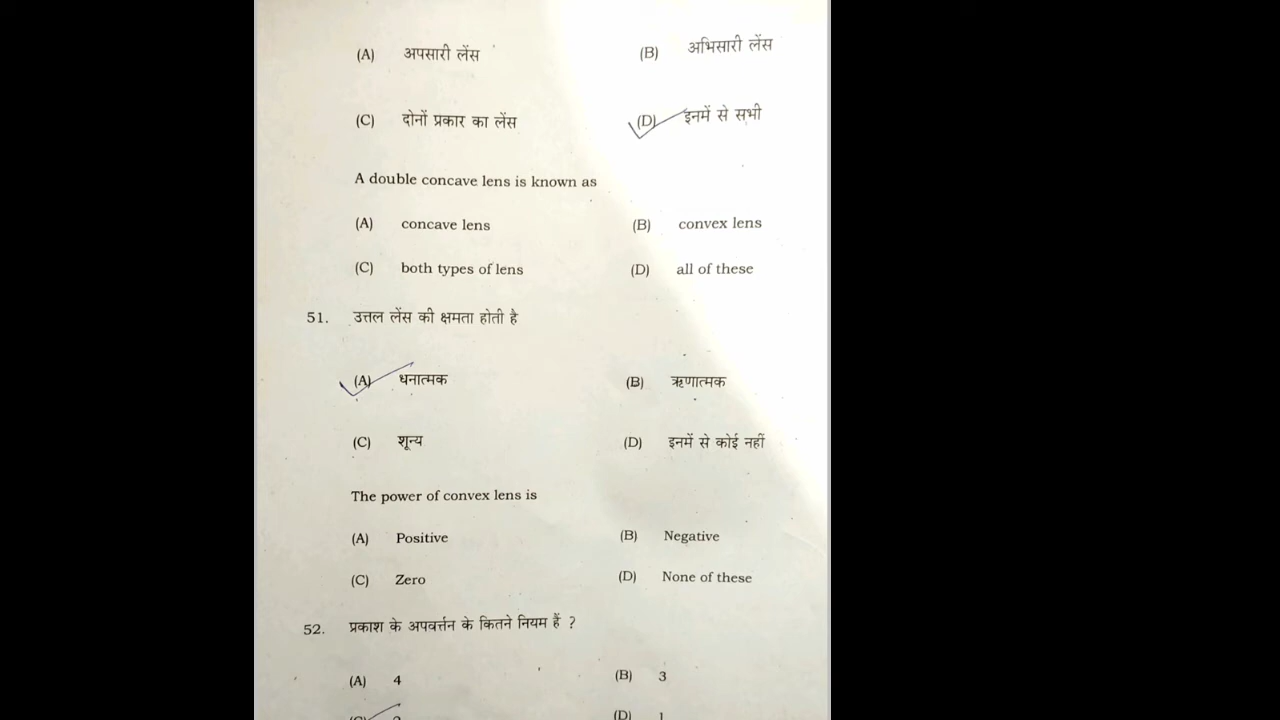 (A) अपसारी लेंस (B) अभिसारी लेंस
(C) दोनों प्रकार का लेंस (D) इनमें से सभी
A double concave lens is known as
(A) concave lens (B) convex lens
(C) both types of lens (D) all of these
51. उत्तल लेंस की क्षमता होती है
(A) धनात्मक (B) ऋणात्मक
(C) शून्य (D) इनमें से कोई नहीं
The power of convex lens is
(A) Positive (B) Negative
(C) Zero (D) None of these
52. प्रकाश के अपवर्त्तन के कितने नियम हैं ?
(A) 4 (B) 3
(D) 1